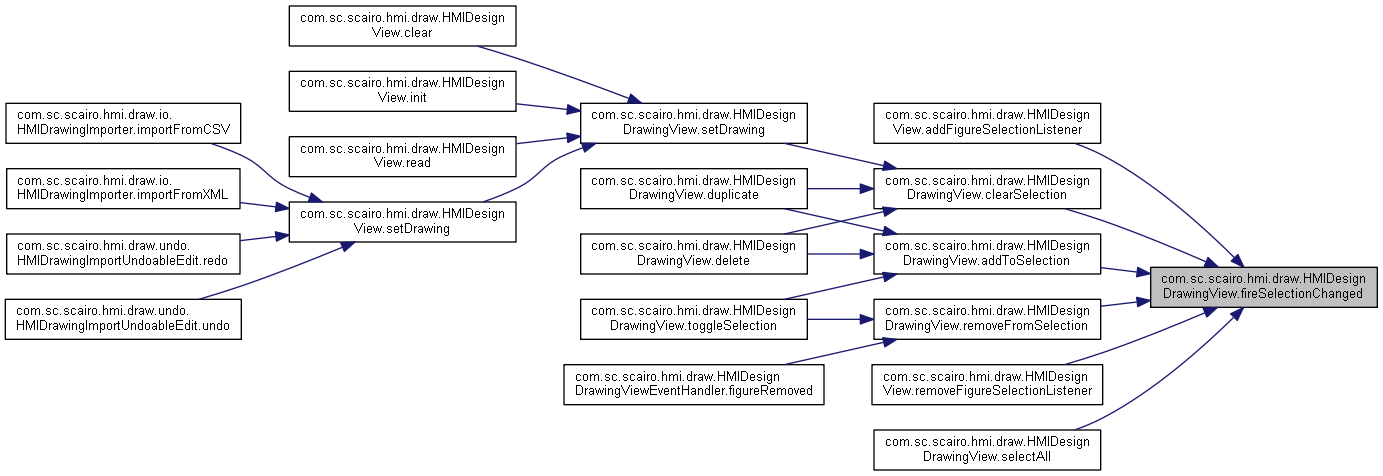 com.sc.scairo.hmi.draw.HMIDesign
View.clear
com.sc.scairo.hmi.draw.HMIDesign
View.init
com.sc.scairo.hmi.draw.HMIDesign
View.read
com.sc.scairo.hmi.draw.io.
HMIDrawingImporter.importFromCSV
com.sc.scairo.hmi.draw.io.
HMIDrawingImporter.importFromXML
com.sc.scairo.hmi.draw.undo.
HMIDrawingImportUndoableEdit.redo
com.sc.scairo.hmi.draw.undo.
HMIDrawingImportUndoableEdit.undo
com.sc.scairo.hmi.draw.HMIDesign
View.setDrawing
com.sc.scairo.hmi.draw.HMIDesign
DrawingView.setDrawing
com.sc.scairo.hmi.draw.HMIDesign
DrawingView.duplicate
com.sc.scairo.hmi.draw.HMIDesign
DrawingView.delete
com.sc.scairo.hmi.draw.HMIDesign
DrawingView.toggleSelection
com.sc.scairo.hmi.draw.HMIDesign
DrawingViewEventHandler.figureRemoved
com.sc.scairo.hmi.draw.HMIDesign
View.addFigureSelectionListener
com.sc.scairo.hmi.draw.HMIDesign
DrawingView.clearSelection
com.sc.scairo.hmi.draw.HMIDesign
DrawingView.addToSelection
com.sc.scairo.hmi.draw.HMIDesign
DrawingView.removeFromSelection
com.sc.scairo.hmi.draw.HMIDesign
View.removeFigureSelectionListener
com.sc.scairo.hmi.draw.HMIDesign
DrawingView.selectAll
com.sc.scairo.hmi.draw.HMIDesign
DrawingView.fireSelectionChanged